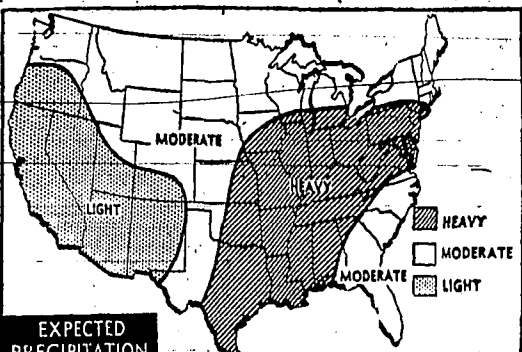 MODERATE
HEAVY
LIGHT
HEAVY
MODERATE
MODERATE
LIGHT
EXPECTED
PRECIPITATION